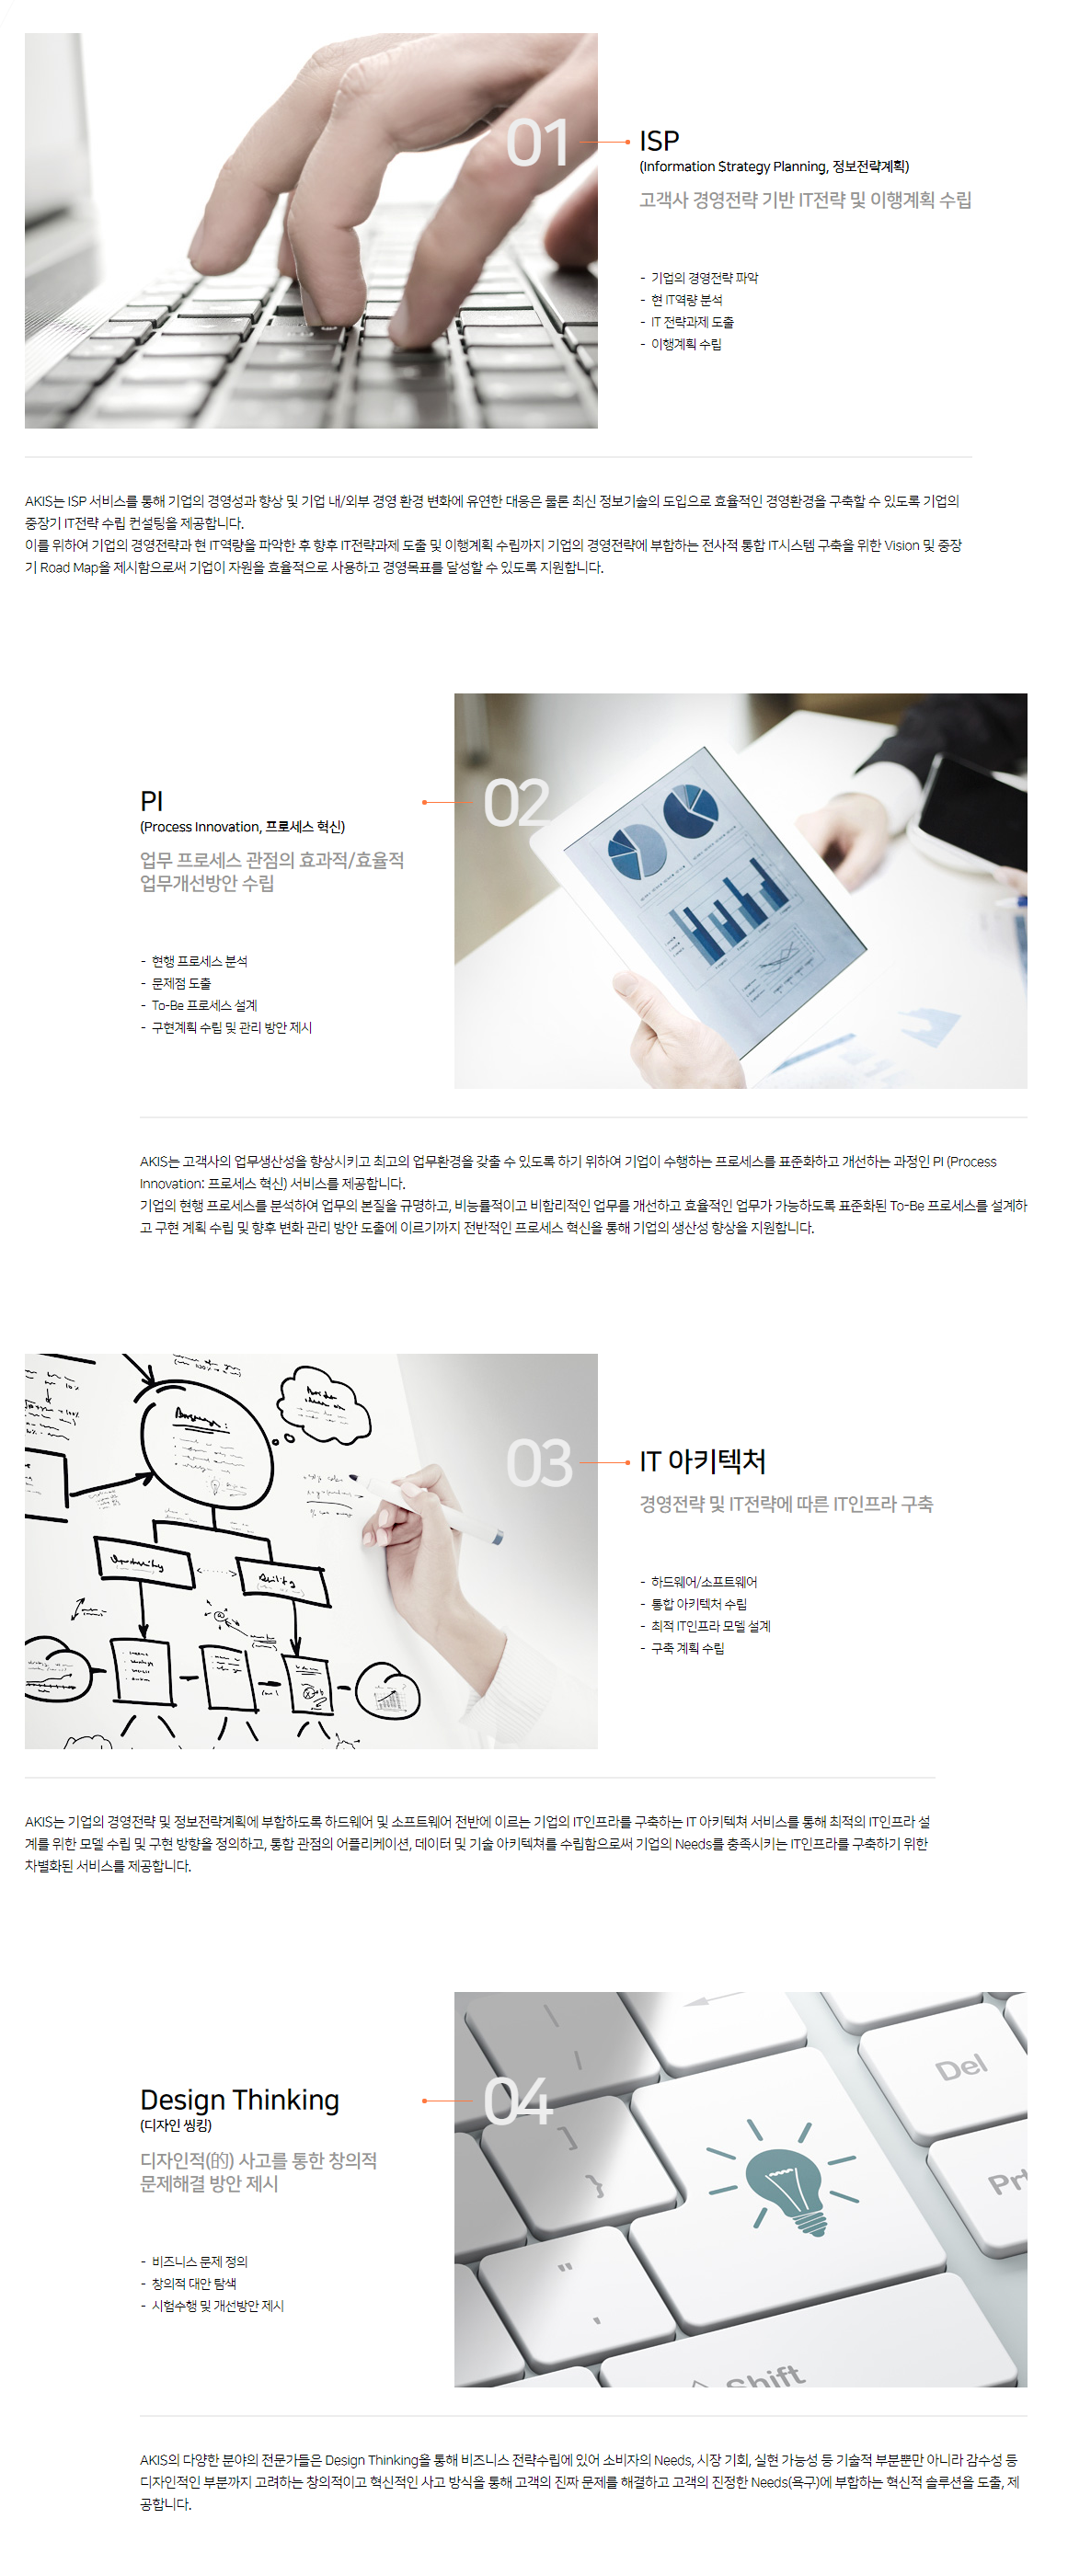 01
ISP
(Information Strategy Planning, 정보전략계획)
고객사 경영전략 기반 IT전략 및 이행계획 수립
- 기업의 경영전략 파악
- 현 IT역량 분석
- IT 전략과제 도출
- 이행계획 수립
AKIS는 ISP 서비스를 통해 기업의 경영성과 향상 및 기업 내/외부 경영 환경 변화에 유연한 대응은 물론 최신 정보기술의 도입으로 효율적인 경영환경을 구축할 수 있도록 기업의
중장기 IT전략 수립 컨설팅을 제공합니다.
이를 위하여 기업의 경영전략과 현 IT역량을 파악한 후 향후 IT전략과제 도출 및 이행계획 수립까지 기업의 경영전략에 부합하는 전사적 통합 IT시스템 구축을 위한 Vision 및 중장
기 Road Map을 제시함으로써 기업이 자원을 효율적으로 사용하고 경영목표를 달성할 수 있도록 지원합니다.
02
PI
(Process Innovation, 프로세스 혁신)
업무 프로세스 관점의 효과적/효율적
업무개선방안 수립
- 현행 프로세스 분석
- 문제점 도출
- To-Be 프로세스 설계
- 구현계획 수립 및 관리 방안 제시
AKIS는 고객사의 업무생산성을 향상시키고 최고의 업무환경을 갖출 수 있도록 하기 위하여 기업이 수행하는 프로세스를 표준화하고 개선하는 과정인 PI (Process
Innovation: 프로세스 혁신) 서비스를 제공합니다.
기업의 현행 프로세스를 분석하여 업무의 본질을 규명하고, 비능률적이고 비합리적인 업무를 개선하고 효율적인 업무가 가능하도록 표준화된 To-Be 프로세스를 설계하
고 구현 계획 수립 및 향후 변화 관리 방안 도출에 이르기까지 전반적인 프로세스 혁신을 통해 기업의 생산성 향상을 지원합니다.
03
IT 아키텍처
경영전략 및 IT전략에 따른 IT인프라 구축
- 하드웨어/소프트웨어
- 통합 아키텍처 수립
- 최적 IT인프라 모델 설계
- 구축 계획 수립
AKIS는 기업의 경영전략 및 정보전략계획에 부합하도록 하드웨어 및 소프트웨어 전반에 이르는 기업의 IT인프라를 구축하는 IT 아키텍쳐 서비스를 통해 최적의 IT인프라 설
계를 위한 모델 수립 및 구현 방향을 정의하고, 통합 관점의 어플리케이션, 데이터 및 기술 아키텍쳐를 수립함으로써 기업의 Needs를 충족시키는 IT인프라를 구축하기 위한
차별화된 서비스를 제공합니다.
04
Design Thinking
(디자인 씽킹)
디자인적(的) 사고를 통한 창의적
문제해결 방안 제시
- 비즈니스 문제 정의
- 창의적 대안 탐색
- 시험수행 및 개선방안 제시
Del
Shift
AKIS의 다양한 분야의 전문가들은 Design Thinking을 통해 비즈니스 전략수립에 있어 소비자의 Needs, 시장 기회, 실현 가능성 등 기술적 부분뿐만 아니라 감수성 등
디자인적인 부분까지 고려하는 창의적이고 혁신적인 사고 방식을 통해 고객의 진짜 문제를 해결하고 고객의 진정한 Needs(욕구)에 부합하는 혁신적 솔루션을 도출, 제
공합니다.